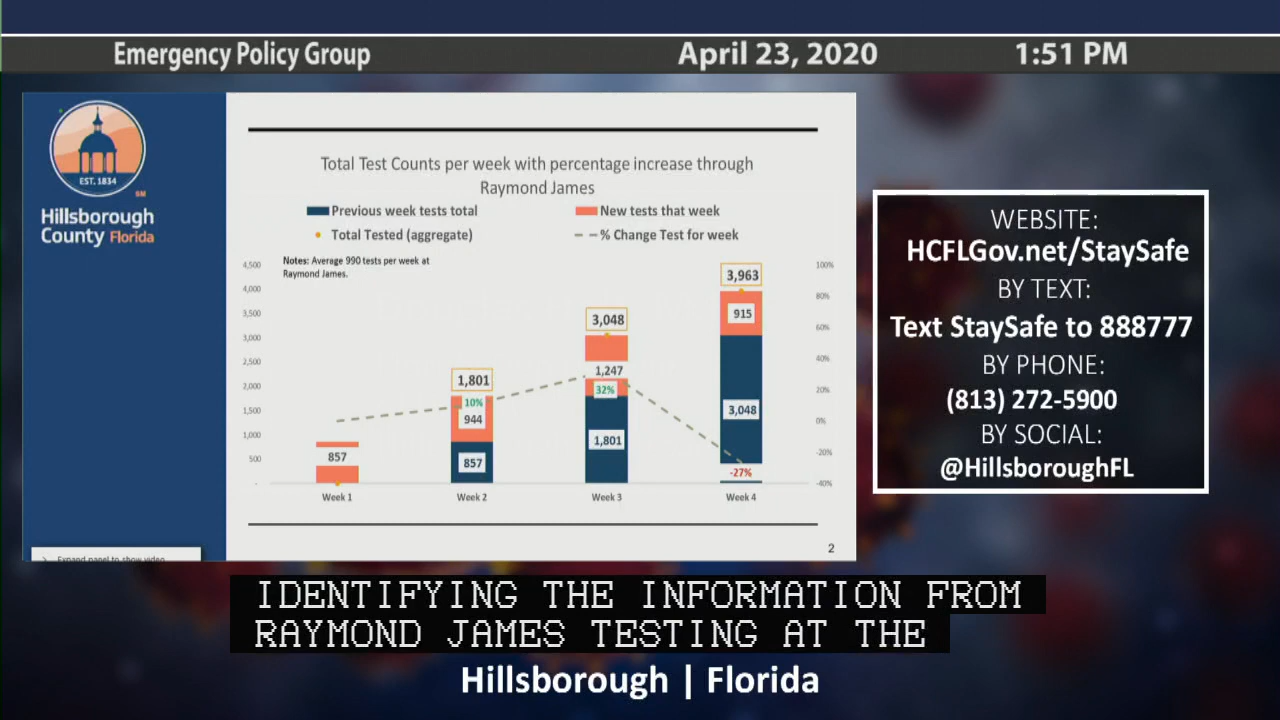 Emergency Policy Group
April 23, 2020
1:51 PM
EST. 1834
SM
Hillsborough
County Florida
Total Test Counts per week with percentage increase through
Raymond James
Previous week tests total
New tests that week
Total Tested (aggregate)
% Change Test for week
Notes: Average 990 tests per week at
Raymond James.
4,500
4,000
3,500
3,000
2,500
2,000
1,500
1,000
500
-
100%
80%
60%
40%
20%
0%
-20%
-40%
857
1,801
10%
944
857
3,048
1,247
32%
1,801
3,963
915
3,048
-27%
Week 1
Week 2
Week 3
Week 4
2
Expand panel to show video
WEBSITE:
HCFLGov.net/StaySafe
BY TEXT:
Text StaySafe to 888777
BY PHONE:
(813) 272-5900
BY SOCIAL:
@HillsboroughFL
IDENTIFYING THE INFORMATION FROM
RAYMOND JAMES TESTING AT THE
Hillsborough | Florida